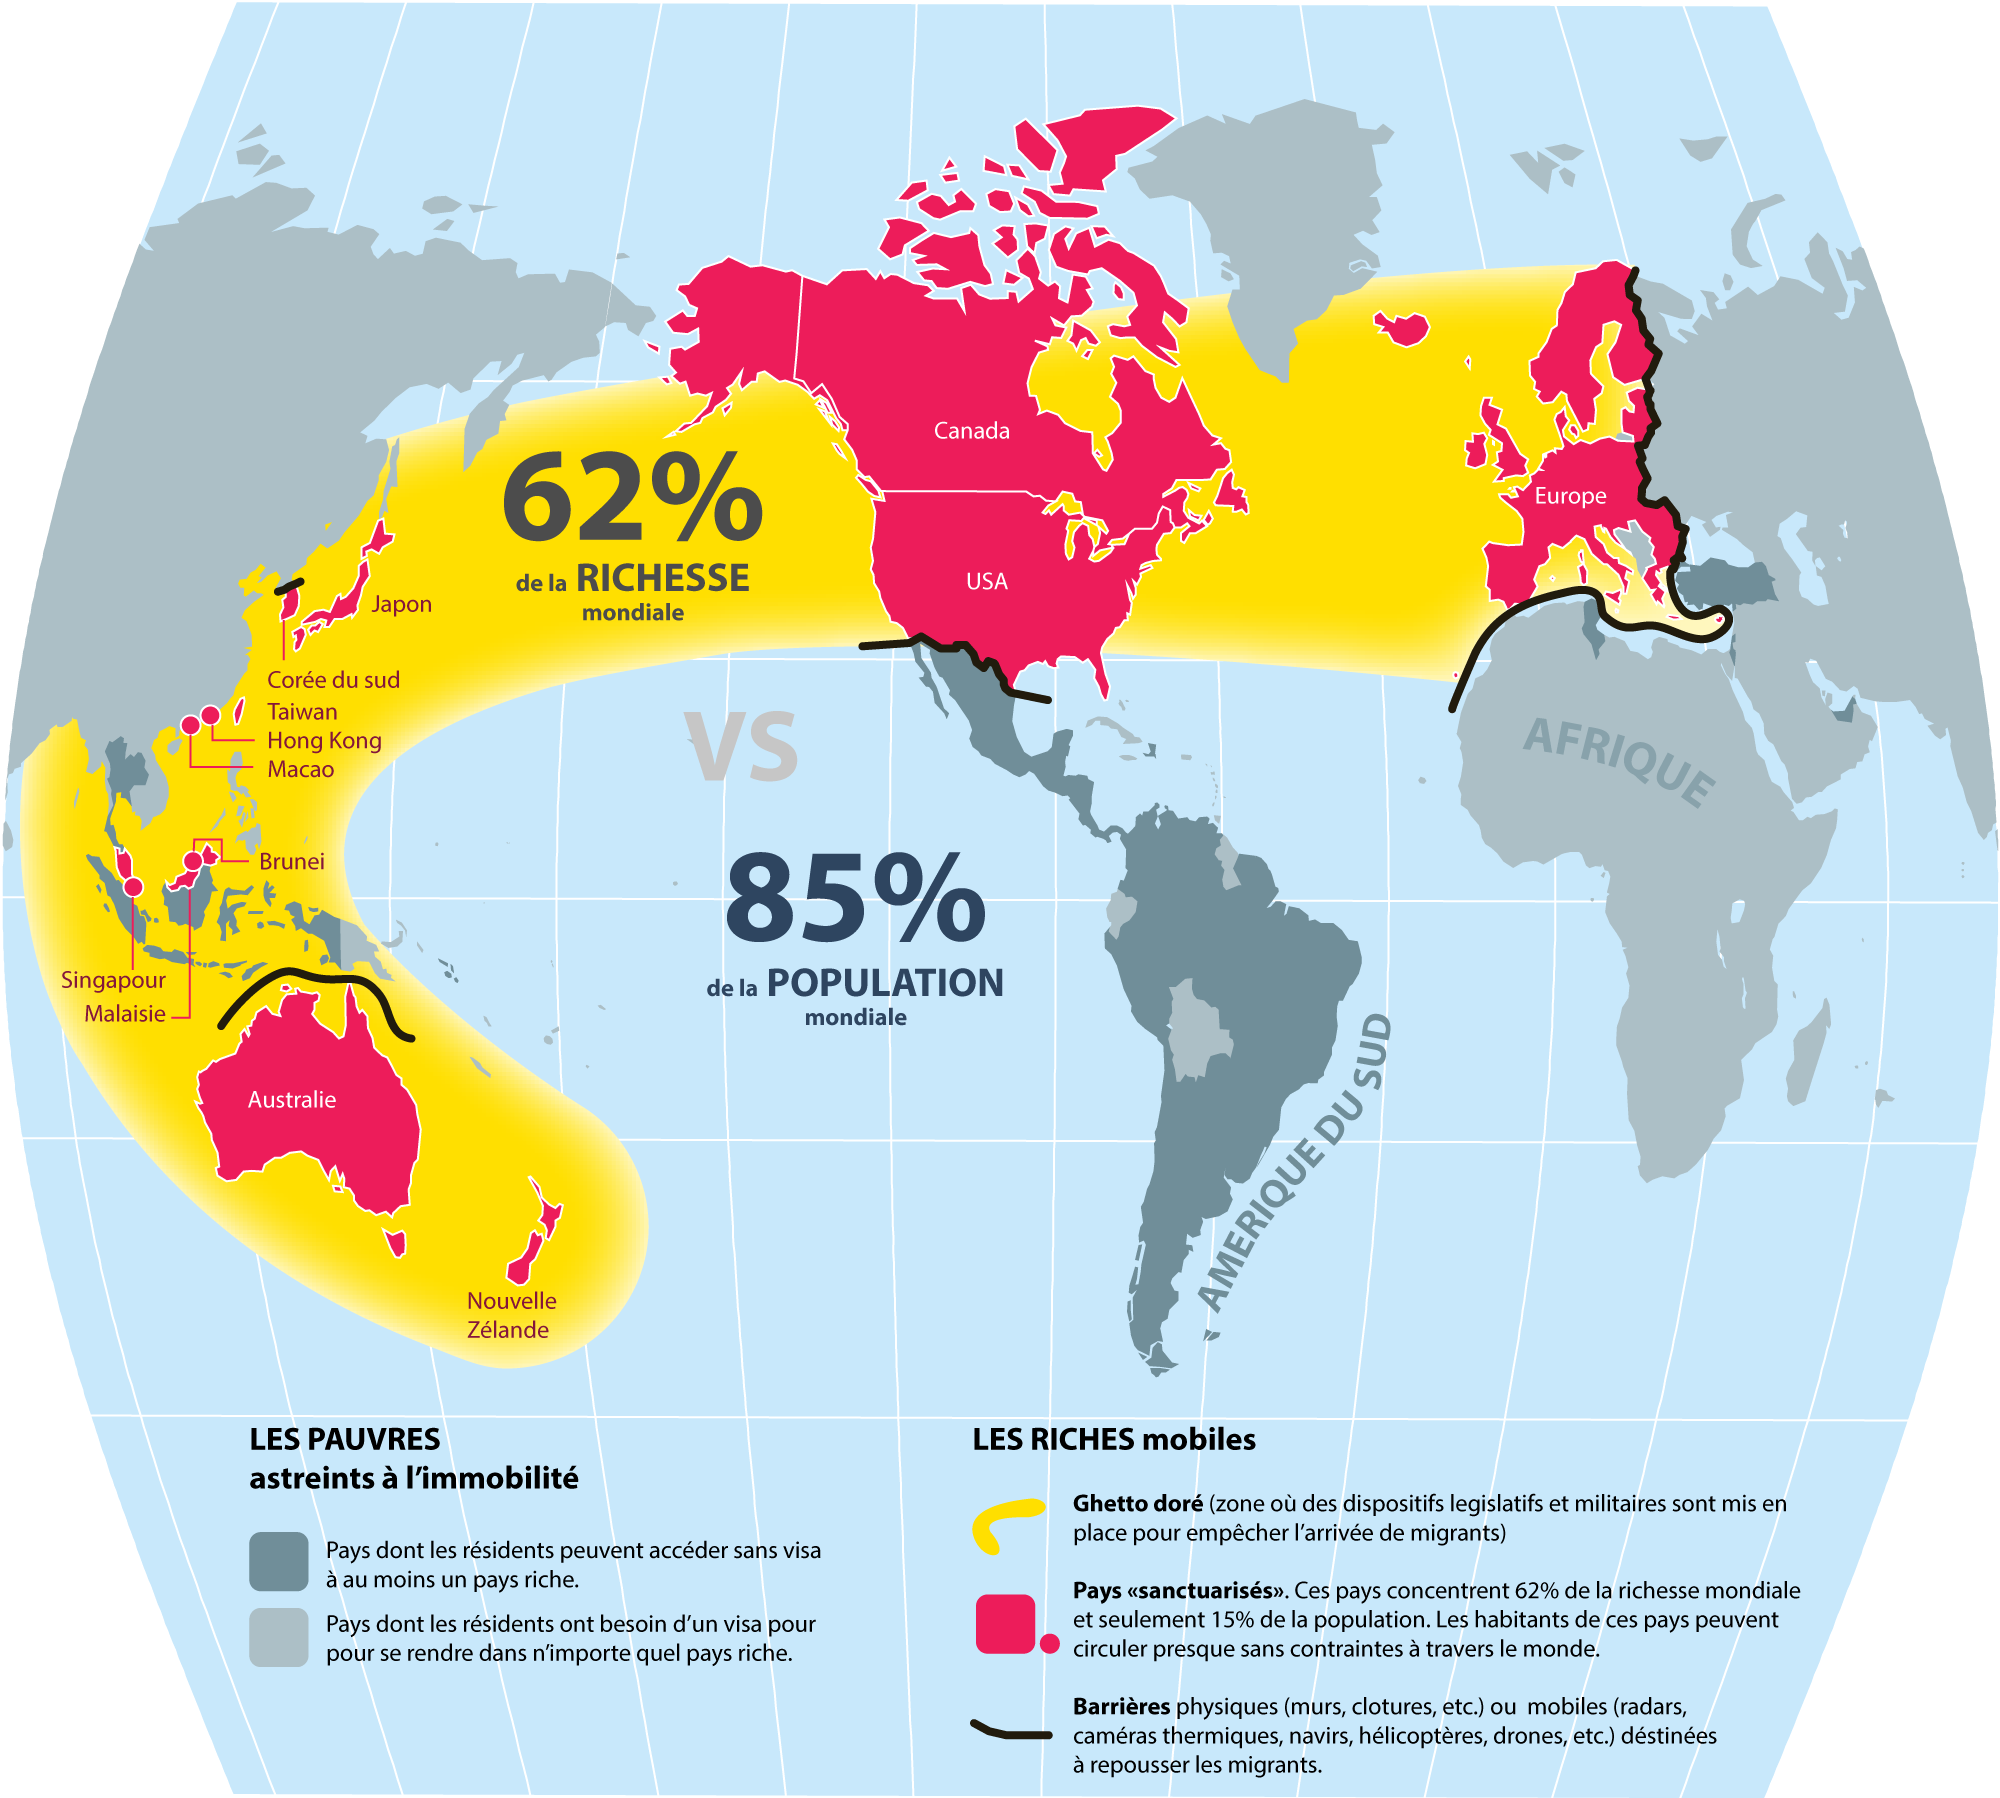 Canada
62%
de la RICHESSE
mondiale
Europe
USA
Japon
Corée du sud
Taiwan
Hong Kong
Macao
VS
AFRIQUE
Brunei
85%
de la POPULATION
mondiale
Singapour
Malaisie
Australie
AMERIQUE DU SUD
Nouvelle
Zélande
LES PAUVRES
astreints à l’immobilité
Pays dont les résidents peuvent accéder sans visa
à au moins un pays riche.
Pays dont les résidents ont besoin d’un visa pour
pour se rendre dans n’importe quel pays riche.
LES RICHES mobiles
Ghetto doré (zone où des dispositifs legislatifs et militaires sont mis en
place pour empêcher l’arrivée de migrants)
Pays «sanctuarisés». Ces pays concentrent 62% de la richesse mondiale
et seulement 15% de la population. Les habitants de ces pays peuvent
circuler presque sans contraintes à travers le monde.
Barrières physiques (murs, clotures, etc.) ou mobiles (radars,
caméras thermiques, navirs, hélicoptères, drones, etc.) déstinées
à repousser les migrants.